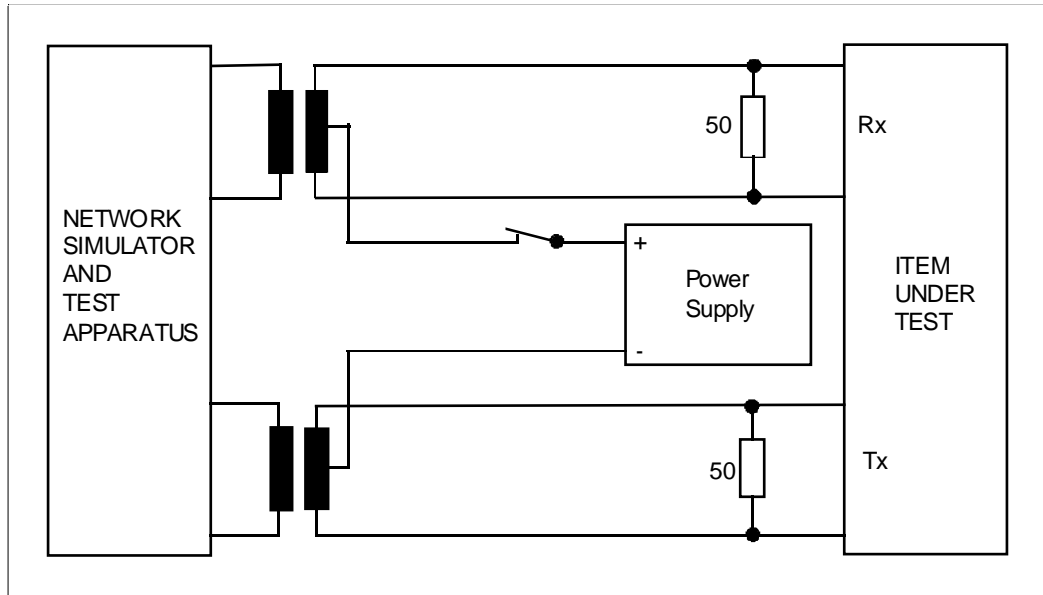 50
Rx
NETWORK
SIMULATOR
AND
TEST
APPARATUS
+
Power
Supply
-
ITEM
UNDER
TEST
50
Tx